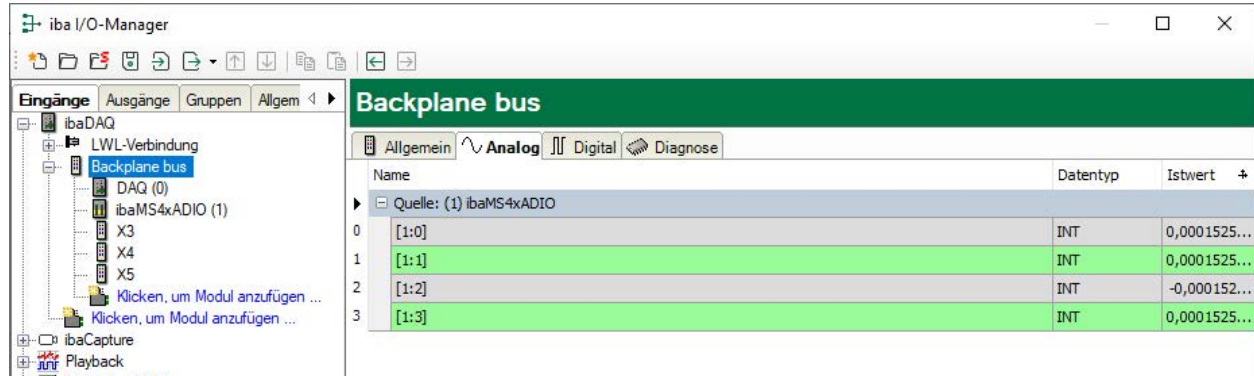 iba I/O-Manager
Eingänge Ausgänge Gruppen Allgem
ibaDAQ
LWL-Verbindung
Backplane bus
DAQ (0)
ibaMS4xADIO (1)
X3
X4
X5
Klicken, um Modul anzufügen ...
Klicken, um Modul anzufügen ...
ibaCapture
Playback
Backplane bus
Allgemein Analog Digital Diagnose
Name Datentyp Istwert
Quelle: (1) ibaMS4xADIO
0 [1:0] INT 0,0001525...
1 [1:1] INT 0,0001525...
2 [1:2] INT -0,000152...
3 [1:3] INT 0,0001525...